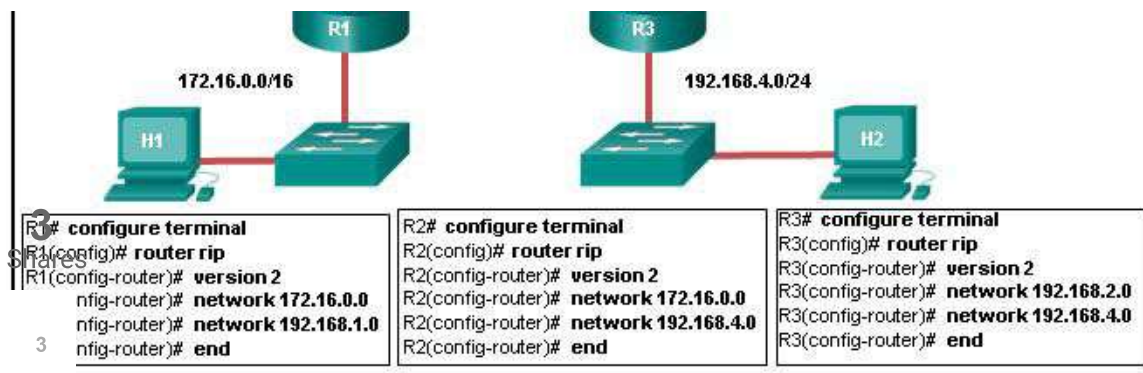 R1
R3
172.16.0.0/16
192.168.4.0/24
H1
H2
R1# configure terminal
R1(config)# router rip
R1(config-router)# version 2
nfig-router)# network 172.16.0.0
nfig-router)# network 192.168.1.0
nfig-router)# end
R2# configure terminal
R2(config)# router rip
R2(config-router)# version 2
R2(config-router)# network 172.16.0.0
R2(config-router)# network 192.168.4.0
R2(config-router)# end
R3# configure terminal
R3(config)# router rip
R3(config-router)# version 2
R3(config-router)# network 192.168.2.0
R3(config-router)# network 192.168.4.0
R3(config-router)# end
3
Shares
3